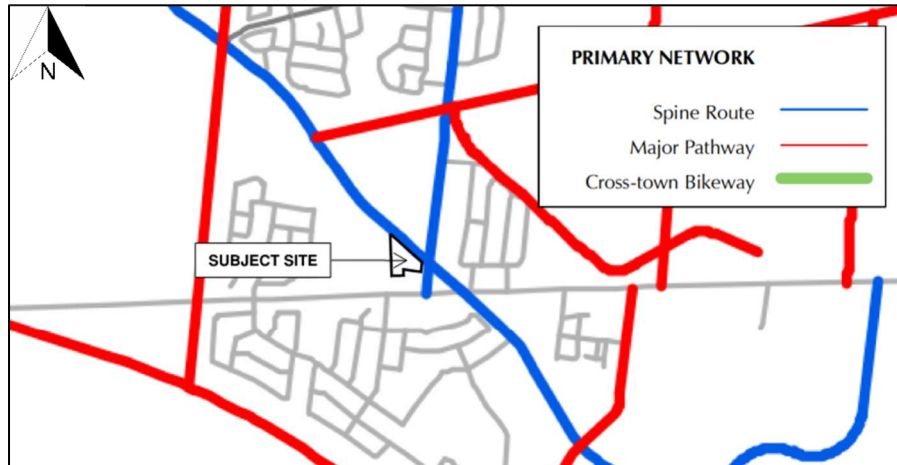 N
PRIMARY NETWORK
Spine Route
Major Pathway
Cross-town Bikeway
SUBJECT SITE